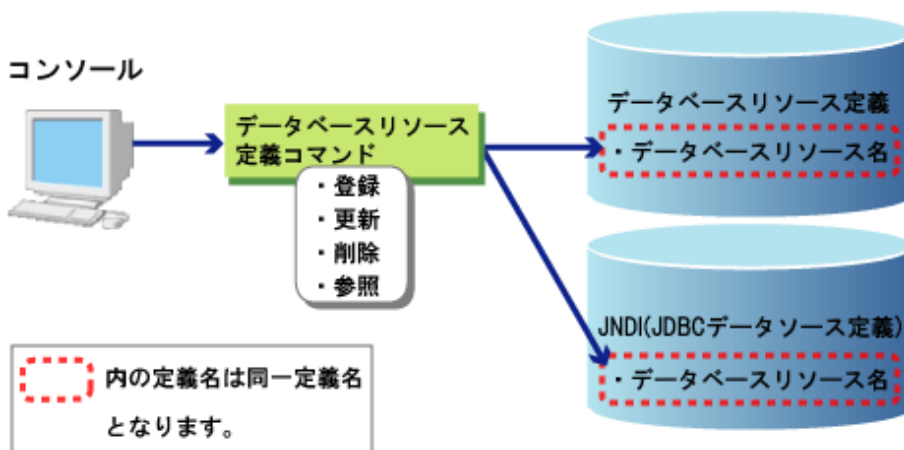 コンソール
データベースリソース
定義コマンド
・登録
・更新
・削除
・参照
データベースリソース定義
・データベースリソース名
JNDI(JDBCデータソース定義)
・データベースリソース名
内の定義名は同一定義名
となります。